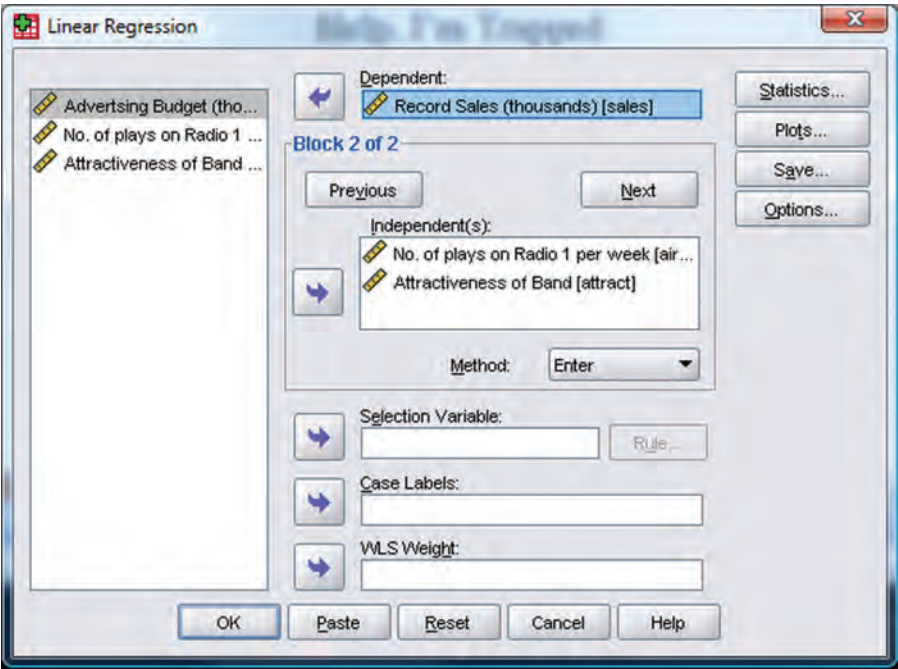 Linear Regression
Help, I'm Trapped
Advertsing Budget (tho...
No. of plays on Radio 1 ...
Attractiveness of Band ...
Dependent:
Record Sales (thousands) [sales]
Block 2 of 2
Previous
Next
Independent(s):
No. of plays on Radio 1 per week [air...
Attractiveness of Band [attract]
Method:
Enter
Selection Variable:
Rule...
Case Labels:
WLS Weight:
Statistics...
Plots...
Save...
Options...
OK
Paste
Reset
Cancel
Help